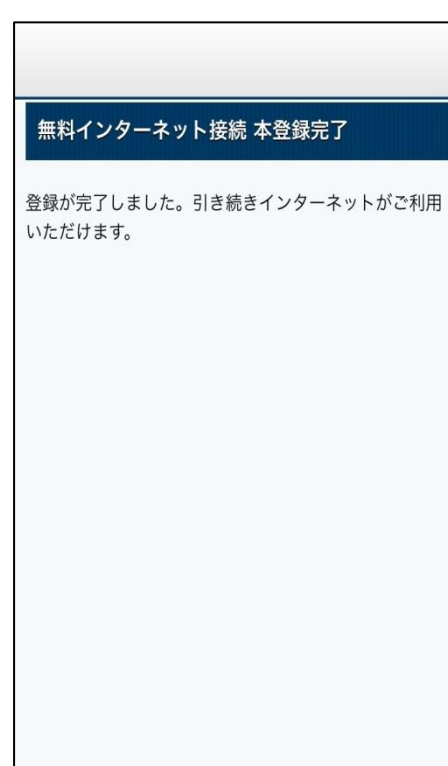 無料インターネット接続 本登録完了
登録が完了しました。引き続きインターネットがご利用
いただけます。